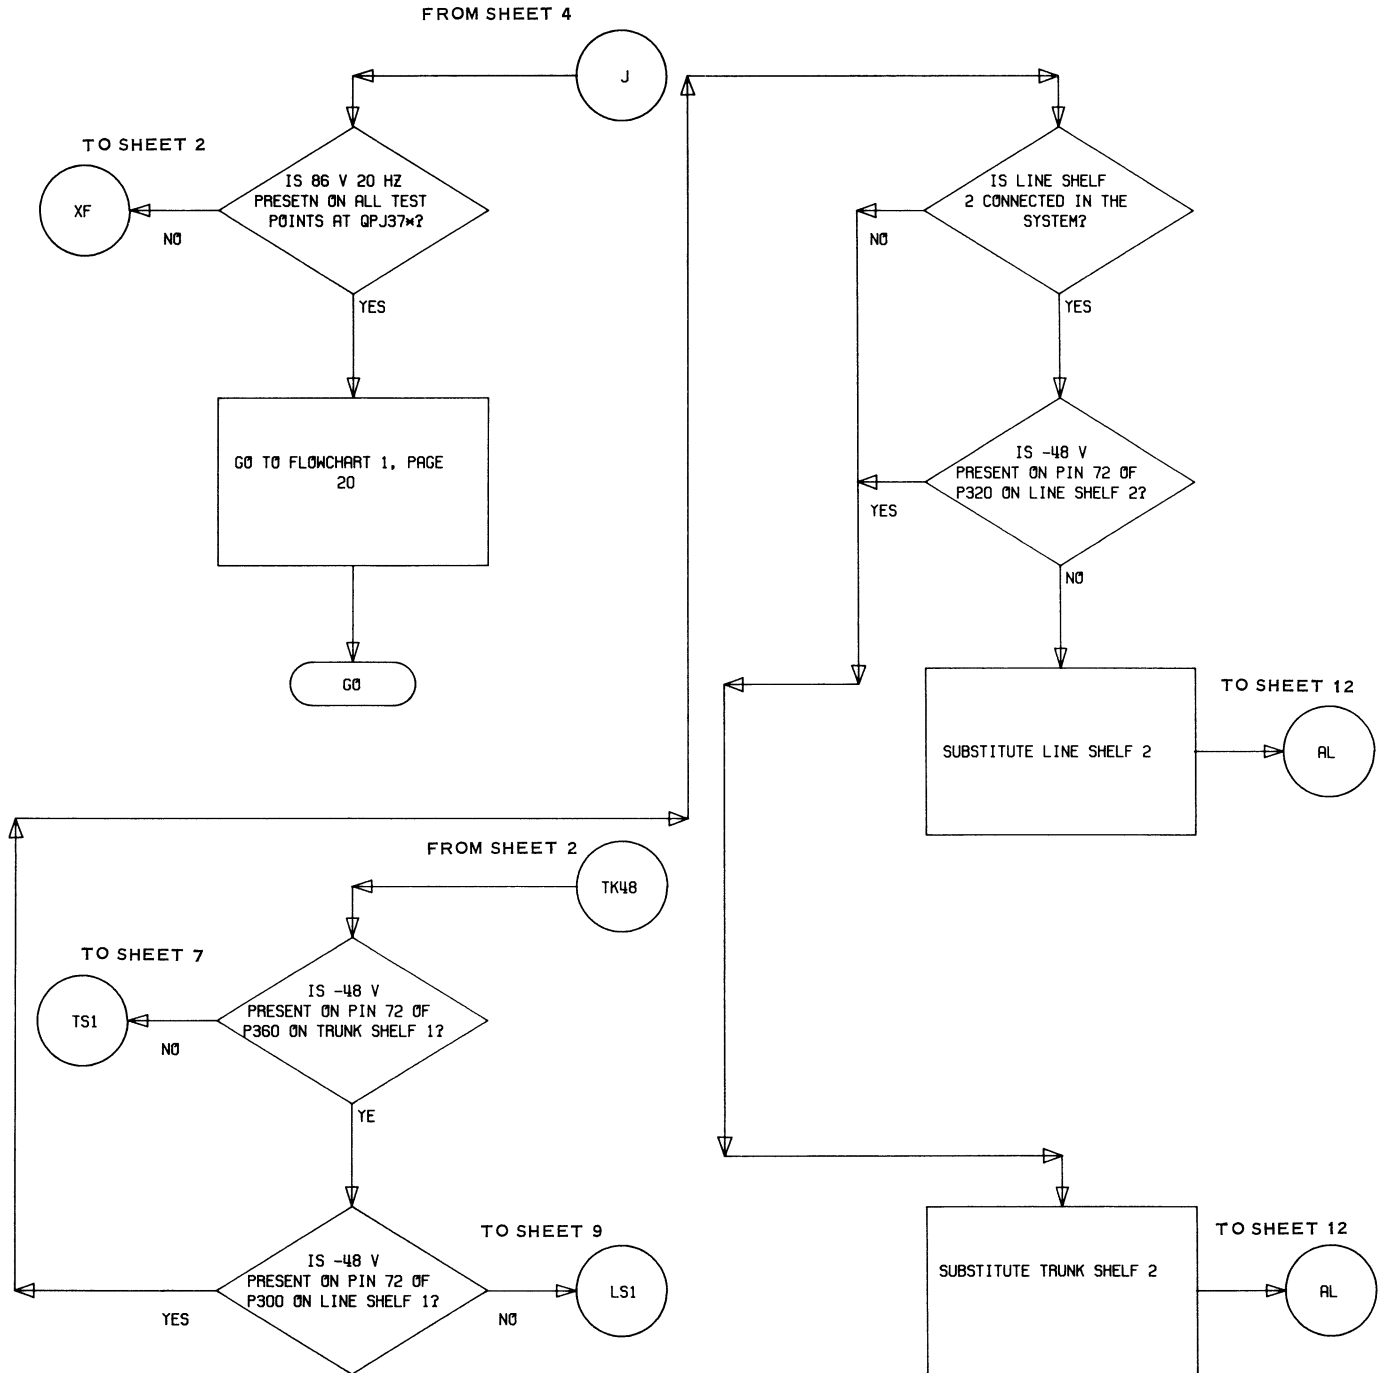 FROM SHEET 4
J
TO SHEET 2
XF
IS 86 V 20 HZ
PRESETN ON ALL TEST
POINTS AT QPJ37*?
NO
YES
GO TO FLOWCHART 1, PAGE
20
GO
IS LINE SHELF
2 CONNECTED IN THE
SYSTEM?
NO
YES
IS -48 V
PRESENT ON PIN 72 OF
P320 ON LINE SHELF 2?
YES
NO
SUBSTITUTE LINE SHELF 2
TO SHEET 12
AL
FROM SHEET 2
TK48
TO SHEET 7
TS1
IS -48 V
PRESENT ON PIN 72 OF
P360 ON TRUNK SHELF 1?
NO
YE
IS -48 V
PRESENT ON PIN 72 OF
P300 ON LINE SHELF 1?
YES
NO
TO SHEET 9
LS1
SUBSTITUTE TRUNK SHELF 2
TO SHEET 12
AL